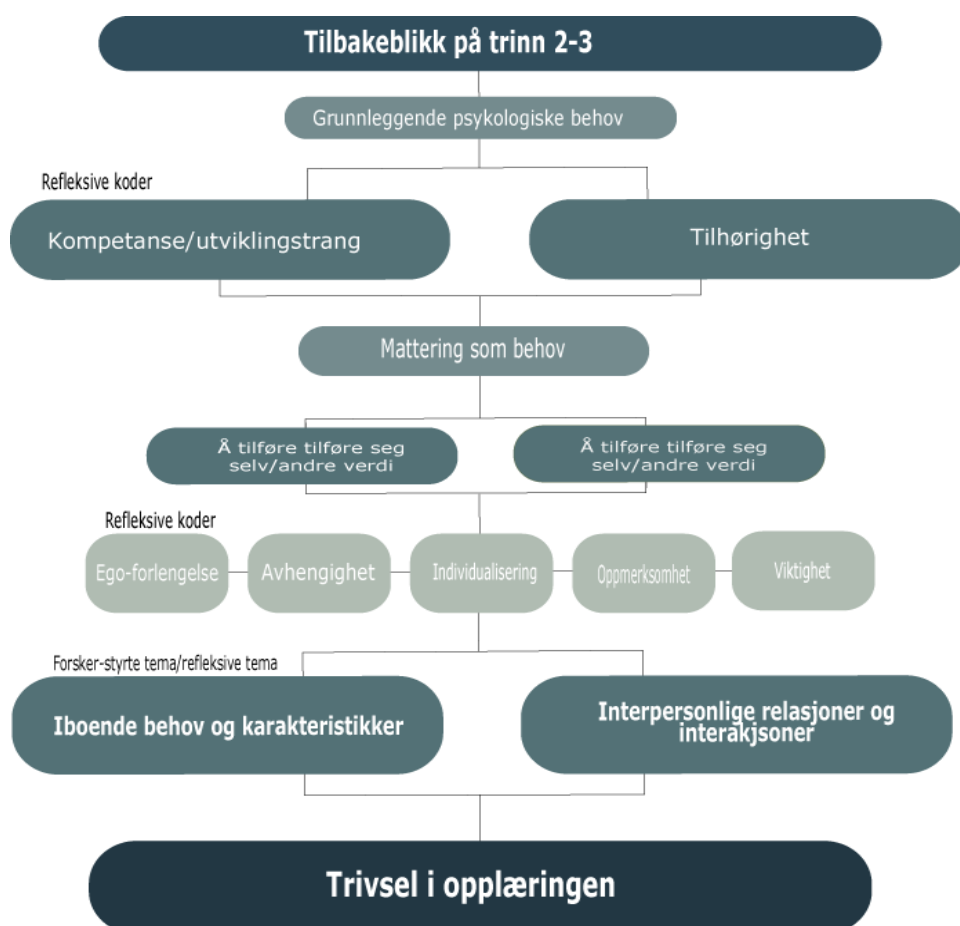 Tilbakeblikk på trinn 2-3
Grunnleggende psykologiske behov
Refleksive koder
Kompetanse/utviklingstrang
Tilhørighet
Mattering som behov
Å tilføre tilføre seg
selv/andre verdi
Å tilføre tilføre seg
selv/andre verdi
Refleksive koder
Ego-forlengelse
Avhengighet
Individualisering
Oppmerksomhet
Viktighet
Forsker-styrte tema/refleksive tema
Iboende behov og karakteristikker
Interpersonlige relasjoner og
interakjsoner
Trivsel i opplæringen